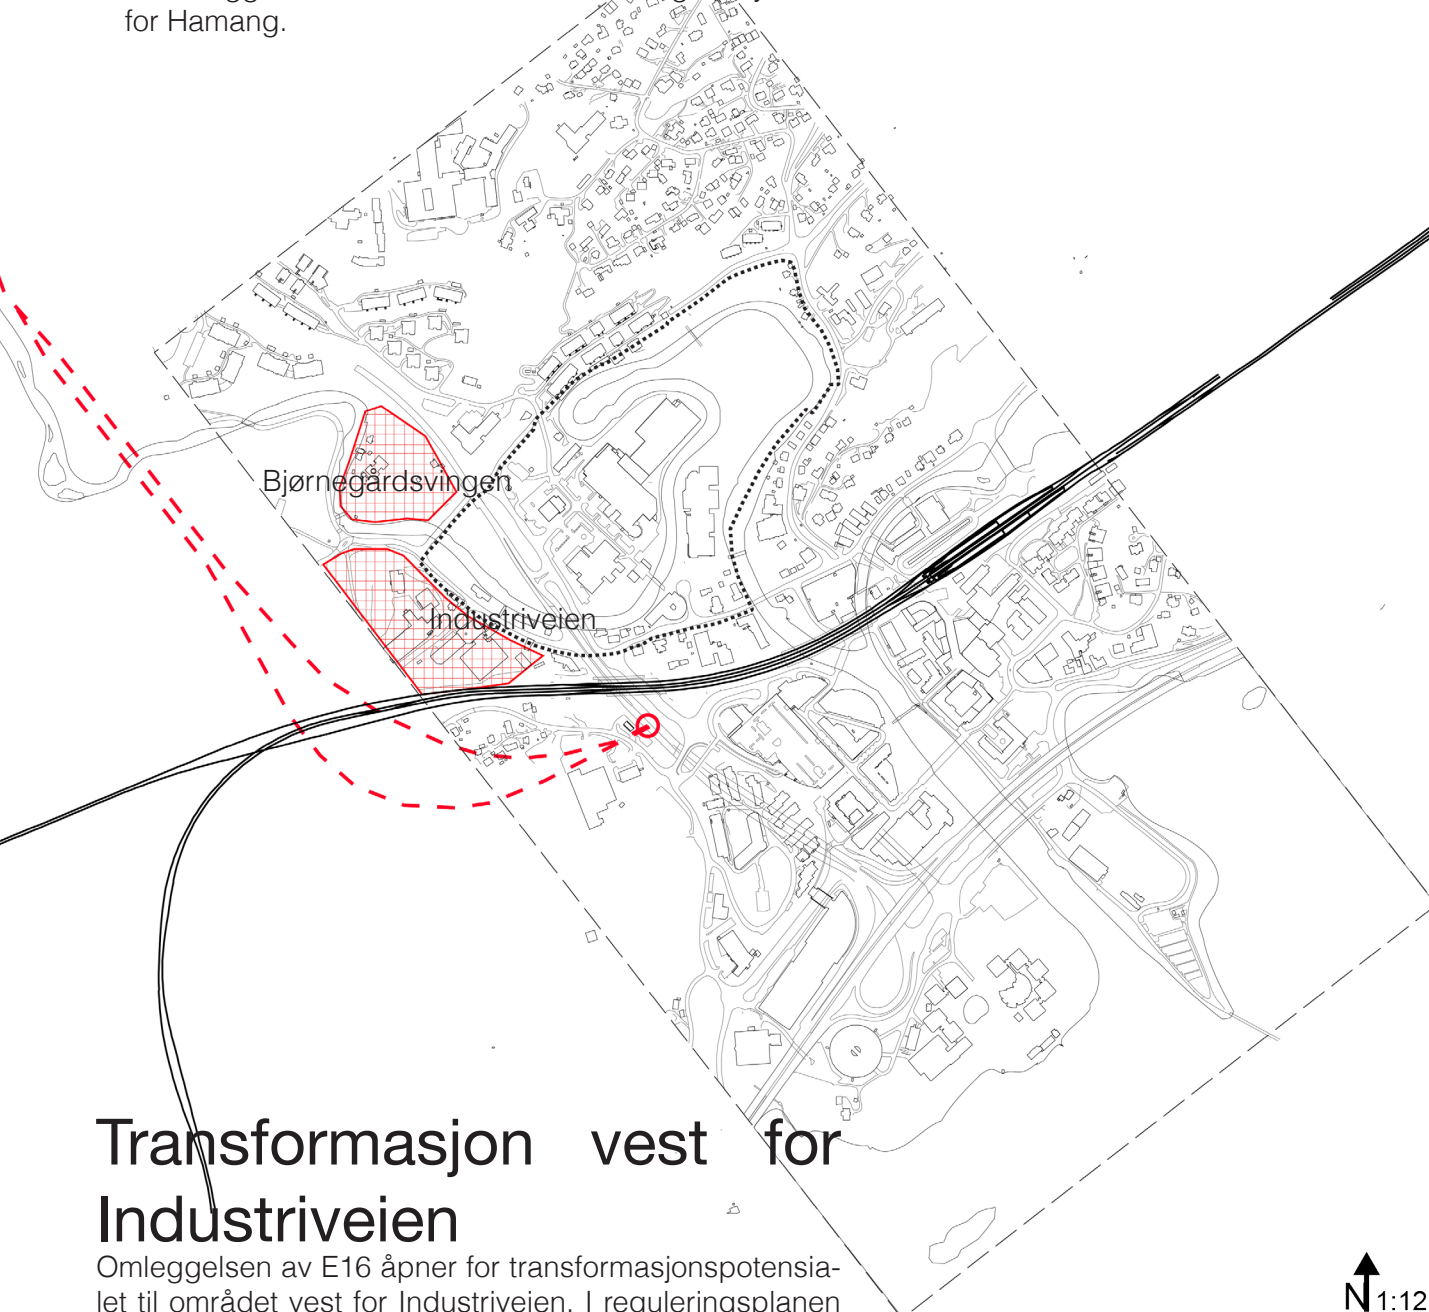 for Hamang.
Bjørnegårdsvingen
Industriveien
Transformasjon vest for
Industriveien
Omleggelsen av E16 åpner for transformasjonspotensia-
let til området vest for Industriveien. I reguleringsplanen
N 1:12